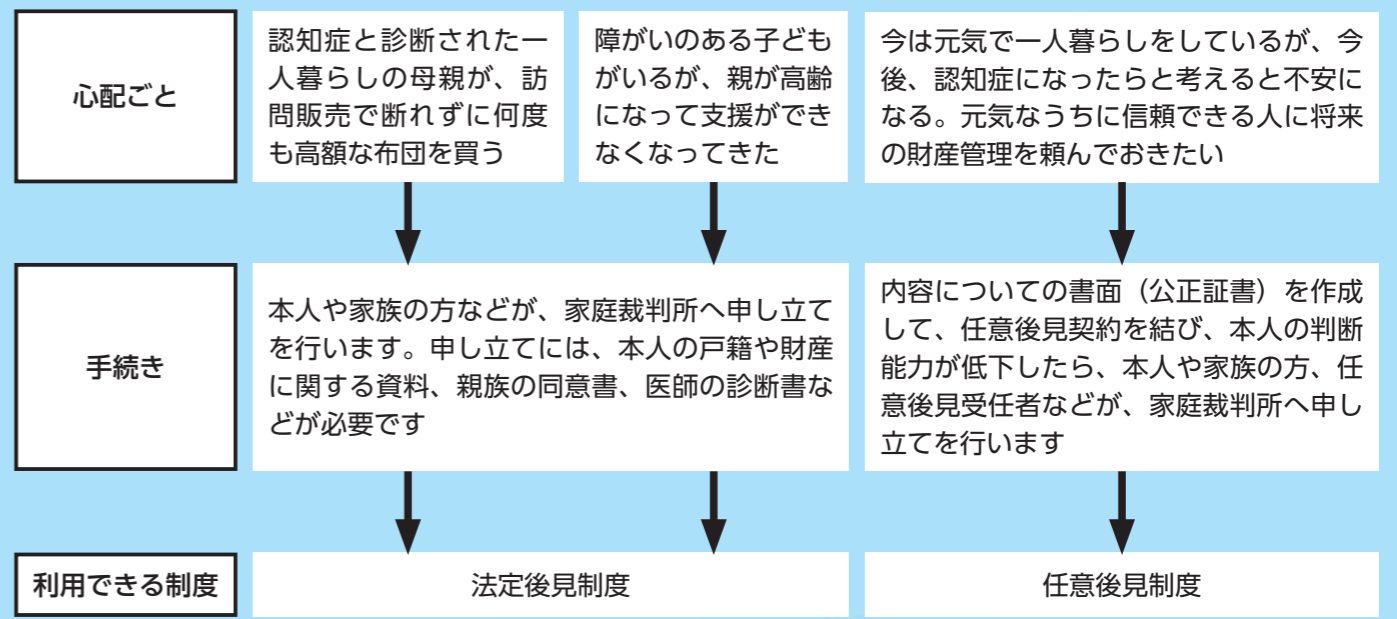 心配ごと
認知症と診断された一
人暮らしの母親が、訪
問販売で断れずに何度
も高額な布団を買う
障がいのある子ども
がいるが、親が高齢
になって支援ができ
なくなってきた
今は元気で一人暮らしをしているが、今
後、認知症になったらと考えると不安に
なる。元気なうちに信頼できる人に将来
の財産管理を頼んでおきたい
手続き
本人や家族の方などが、家庭裁判所へ申し立て
を行います。申し立てには、本人の戸籍や財産
に関する資料、親族の同意書、医師の診断書な
どが必要です
内容についての書面（公正証書）を作成
して、任意後見契約を結び、本人の判断
能力が低下したら、本人や家族の方、任
意後見受任者などが、家庭裁判所へ申し
立てを行います
利用できる制度
法定後見制度
任意後見制度